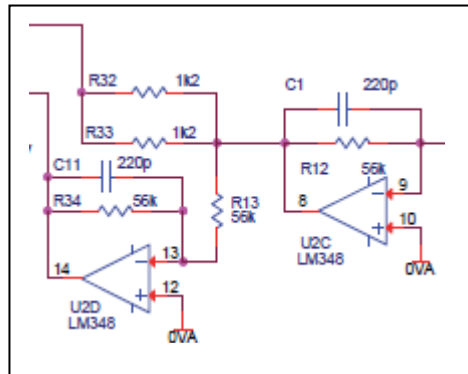 R32 1k2
C1 220p
R33 1k2
C11 220p
R34 56k
R13
56k
R12 56k
8 9
10
U2C
LM348
0VA
14 13
12
U2D
LM348
0VA